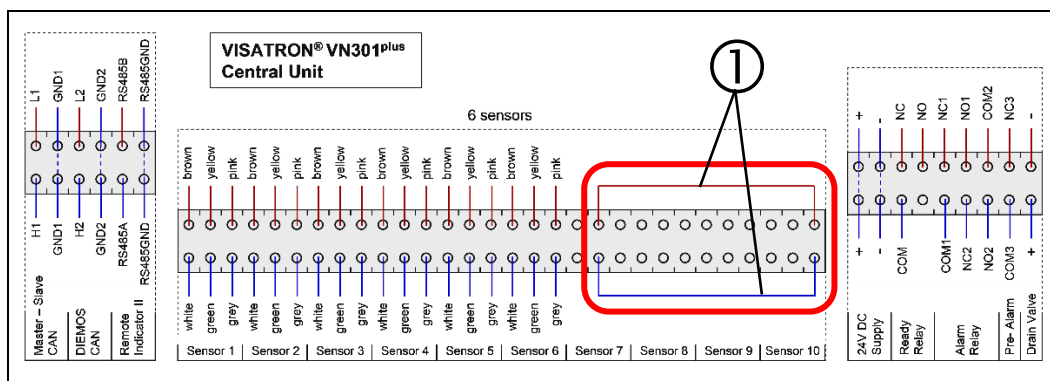 VISATRON® VN301plus
Central Unit
①
6 sensors
L1 GND1 L2 GND2 RS485B RS485GND
H1 GND1 H2 GND2 RS485A RS485GND
Master – Slave
CAN
DIEMOS
CAN
Remote
Indicator II
brown yellow pink brown yellow pink brown yellow pink brown yellow pink brown yellow pink brown yellow pink
white green grey white green grey white green grey white green grey white green grey white green grey
Sensor 1 Sensor 2 Sensor 3 Sensor 4 Sensor 5 Sensor 6 Sensor 7 Sensor 8 Sensor 9 Sensor 10
+ - NC NO NC1 NO1 COM2 NC3 -
+ - COM COM1 NC2 NO2 COM3 +
24V DC
Supply
Ready
Relay
Alarm
Relay
Pre- Alarm
Drain Valve